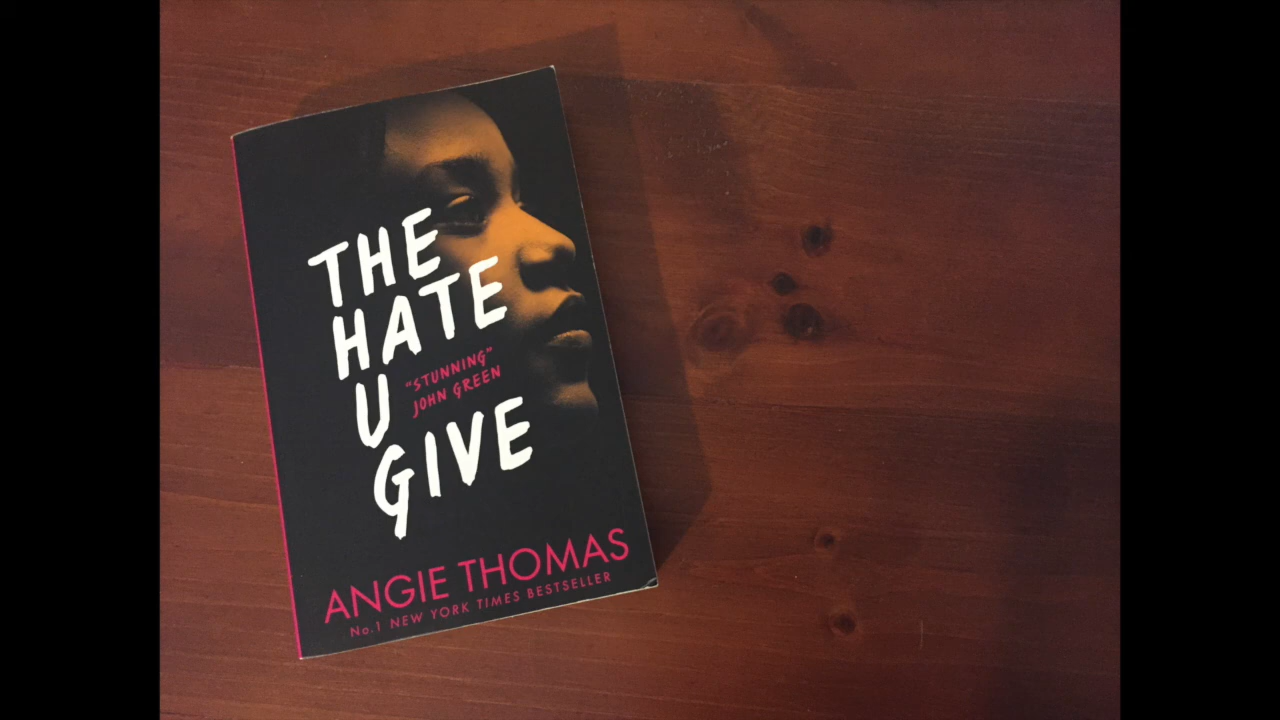 THE
HATE
U
"STUNNING"
JOHN GREEN
GIVE
ANGIE THOMAS
No.1 NEW YORK TIMES BESTSELLER